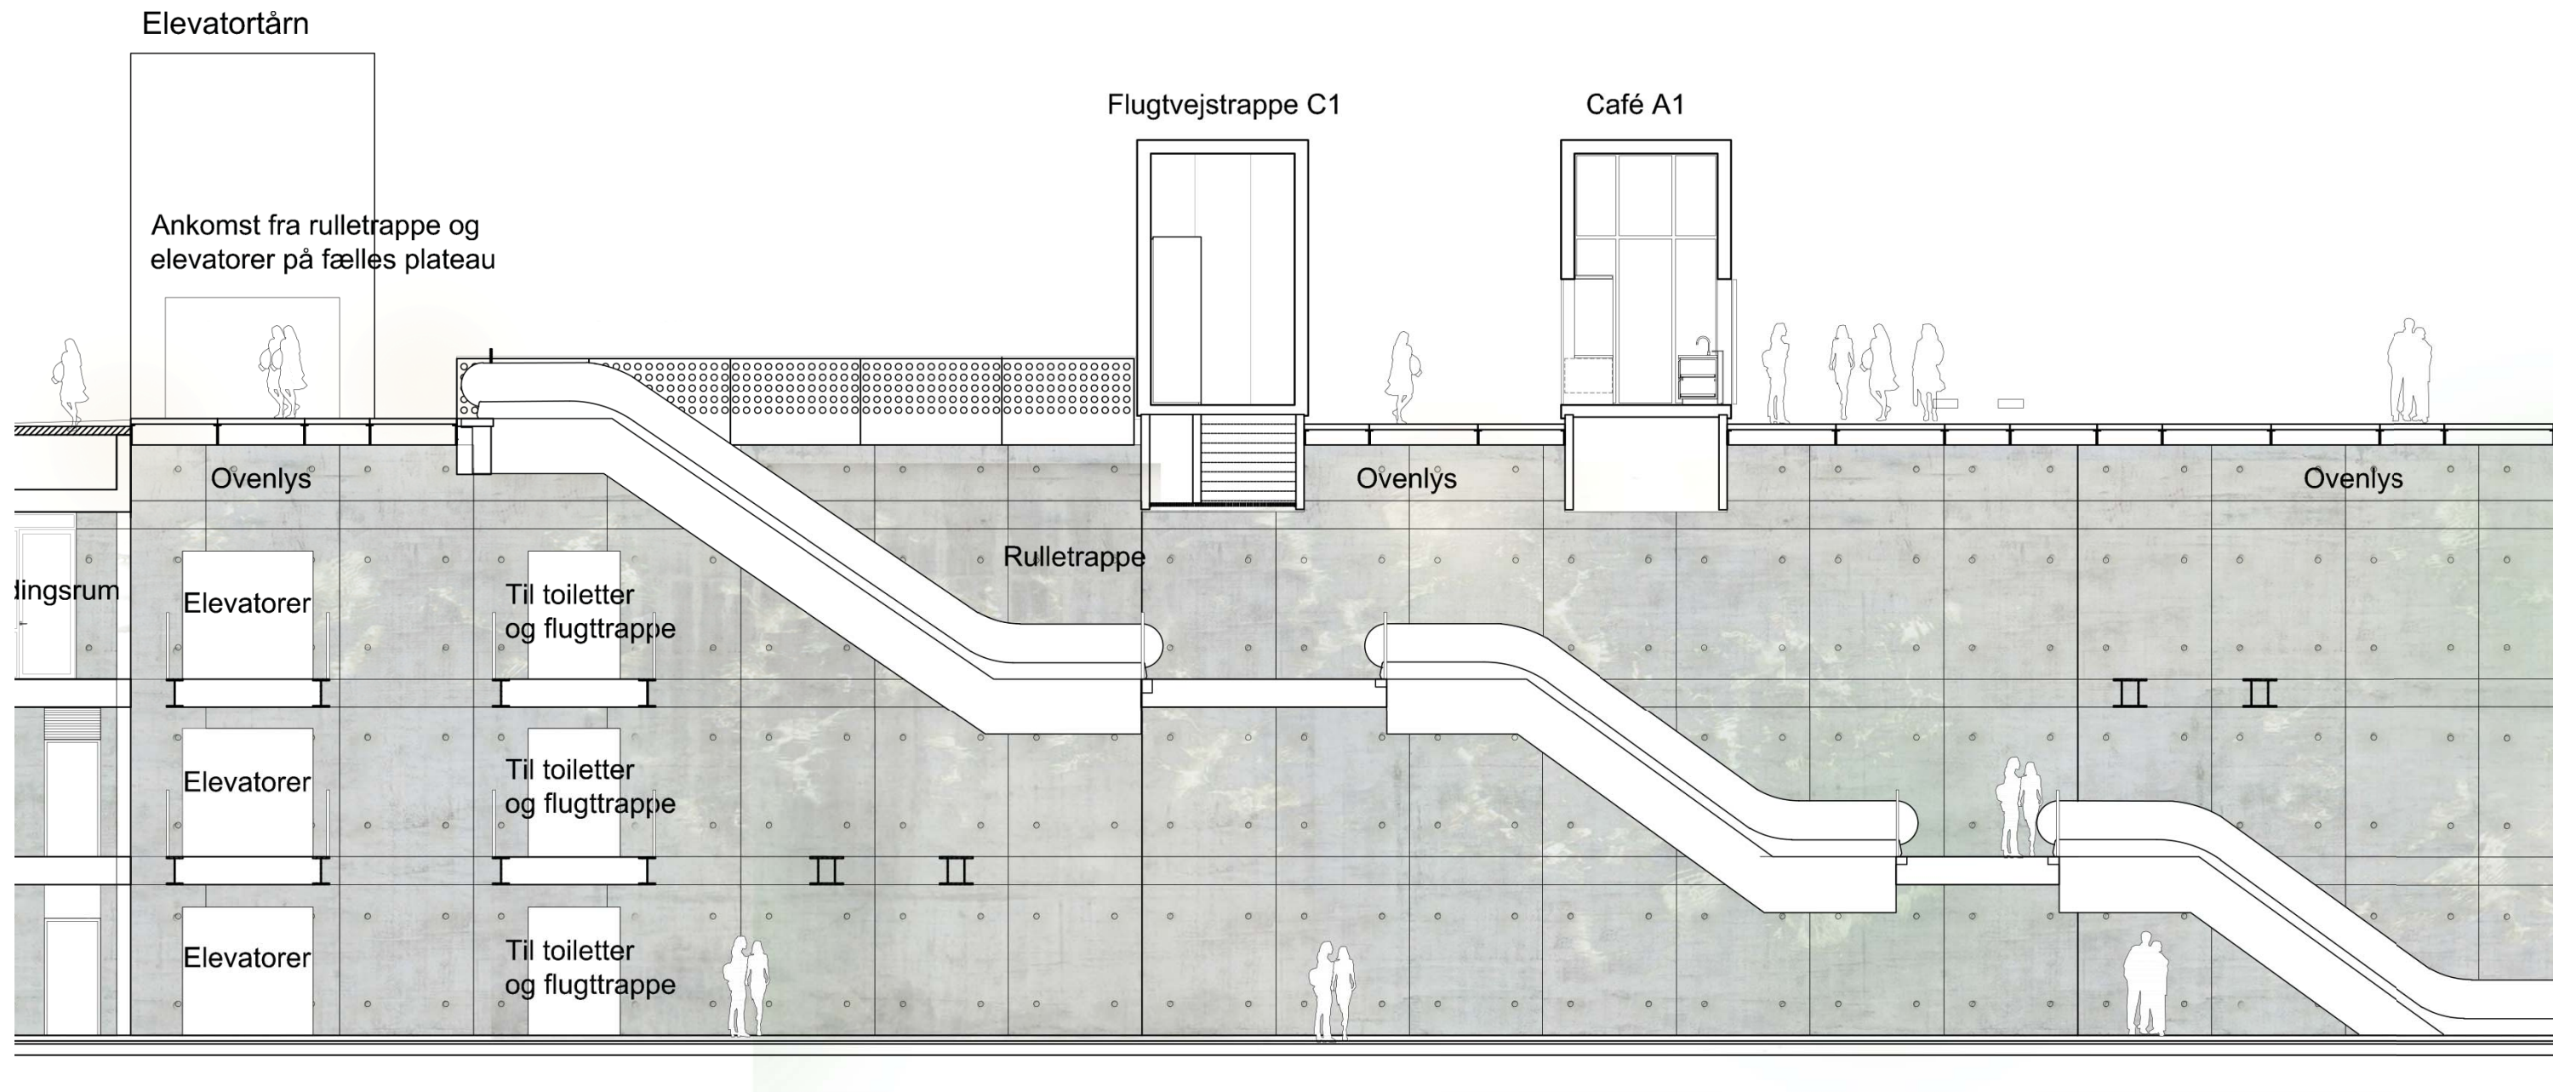 Elevatortårn
Flugtvejstrappe C1
Café A1
Ankomst fra rulletrappe og
elevatorer på fælles plateau
Ovenlys
Ovenlys
Ovenlys
Rulletrappe
dingsrum
Elevatorer
Til toiletter
og flugttrappe
Elevatorer
Til toiletter
og flugttrappe
Elevatorer
Til toiletter
og flugttrappe